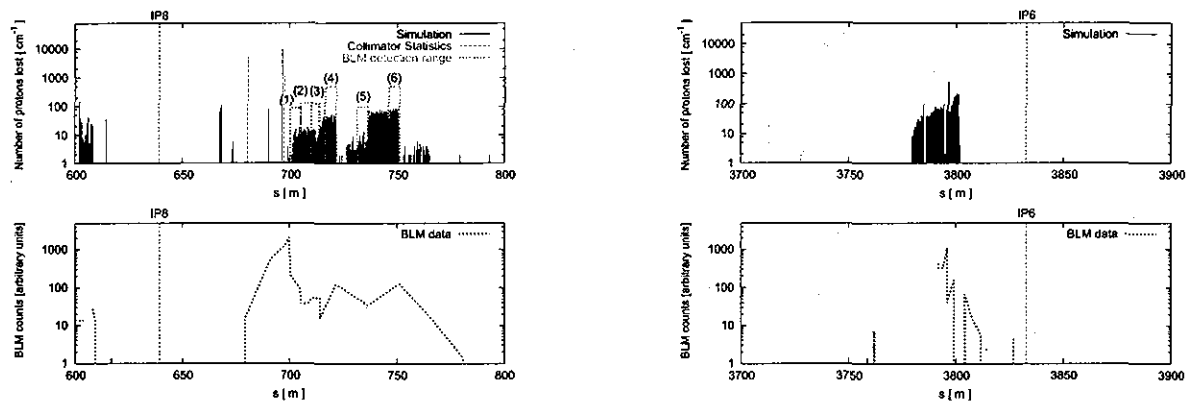 IP8
Number of protons lost [ cm⁻¹ ]
10000
1000
100
10
1
Simulation
Collimator Statistics
BLM detection range
(1)
(2)
(3)
(4)
(5)
(6)
600
650
700
750
800
s [ m ]
IP8
BLM counts [arbitrary units]
1000
100
10
1
BLM data
600
650
700
750
800
s [ m ]
IP6
Number of protons lost [ cm⁻¹ ]
10000
1000
100
10
1
Simulation
3700
3750
3800
3850
3900
s [ m ]
IP6
BLM counts [arbitrary units]
1000
100
10
1
BLM data
3700
3750
3800
3850
3900
s [ m ]